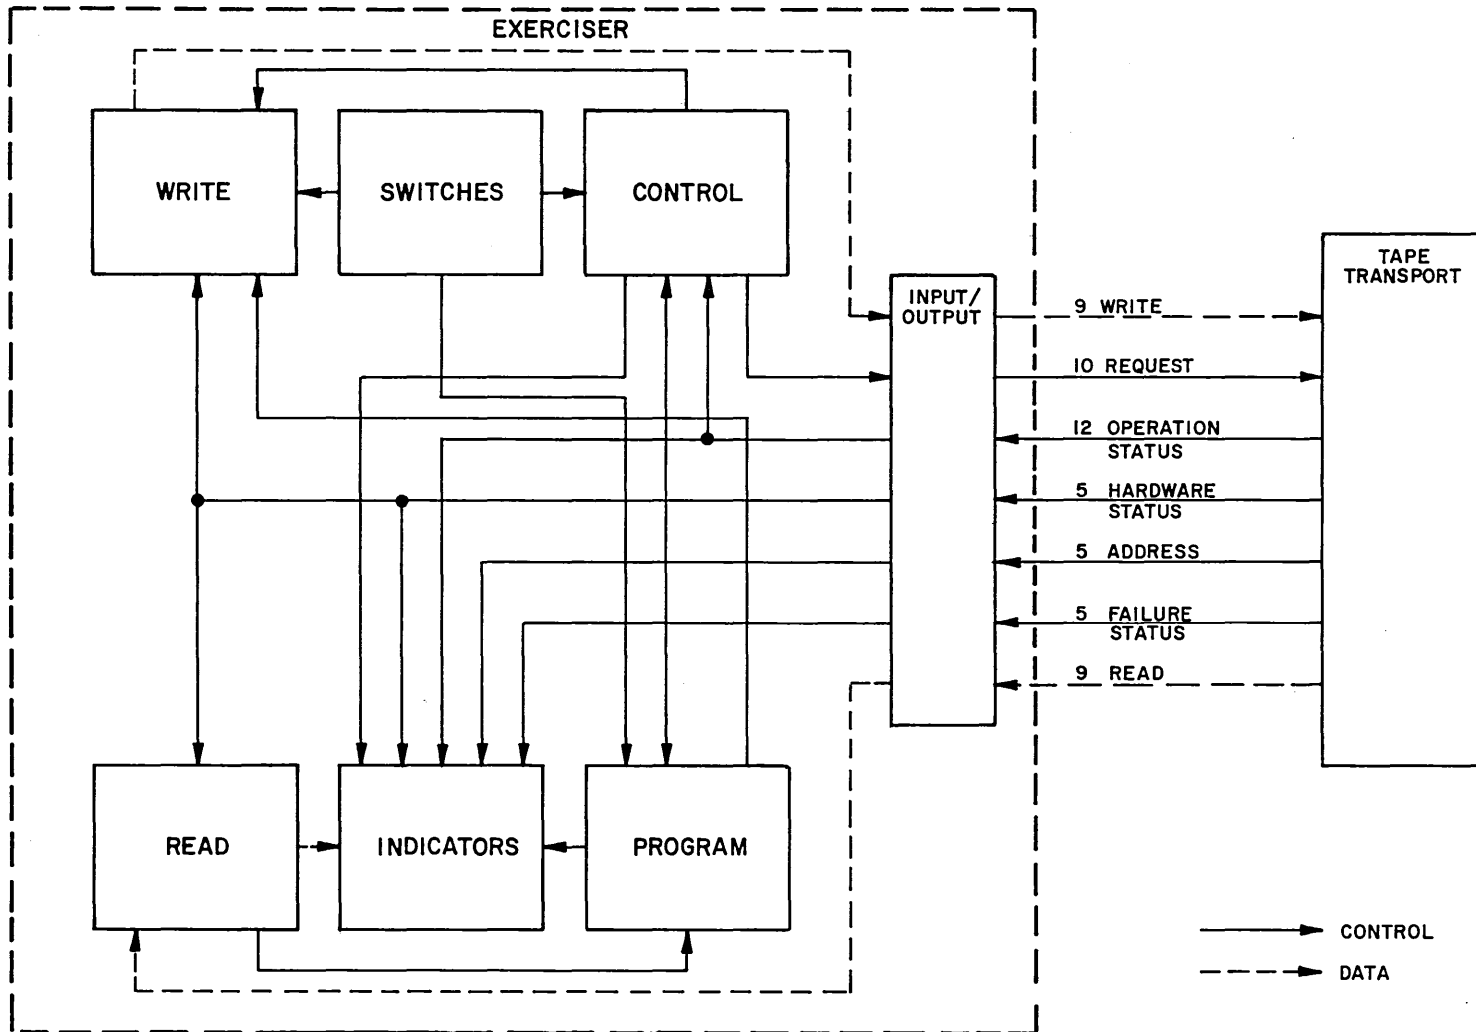 EXERCISER
WRITE
SWITCHES
CONTROL
INPUT/
OUTPUT
TAPE
TRANSPORT
9 WRITE
10 REQUEST
12 OPERATION
STATUS
5 HARDWARE
STATUS
5 ADDRESS
5 FAILURE
STATUS
9 READ
READ
INDICATORS
PROGRAM
CONTROL
DATA